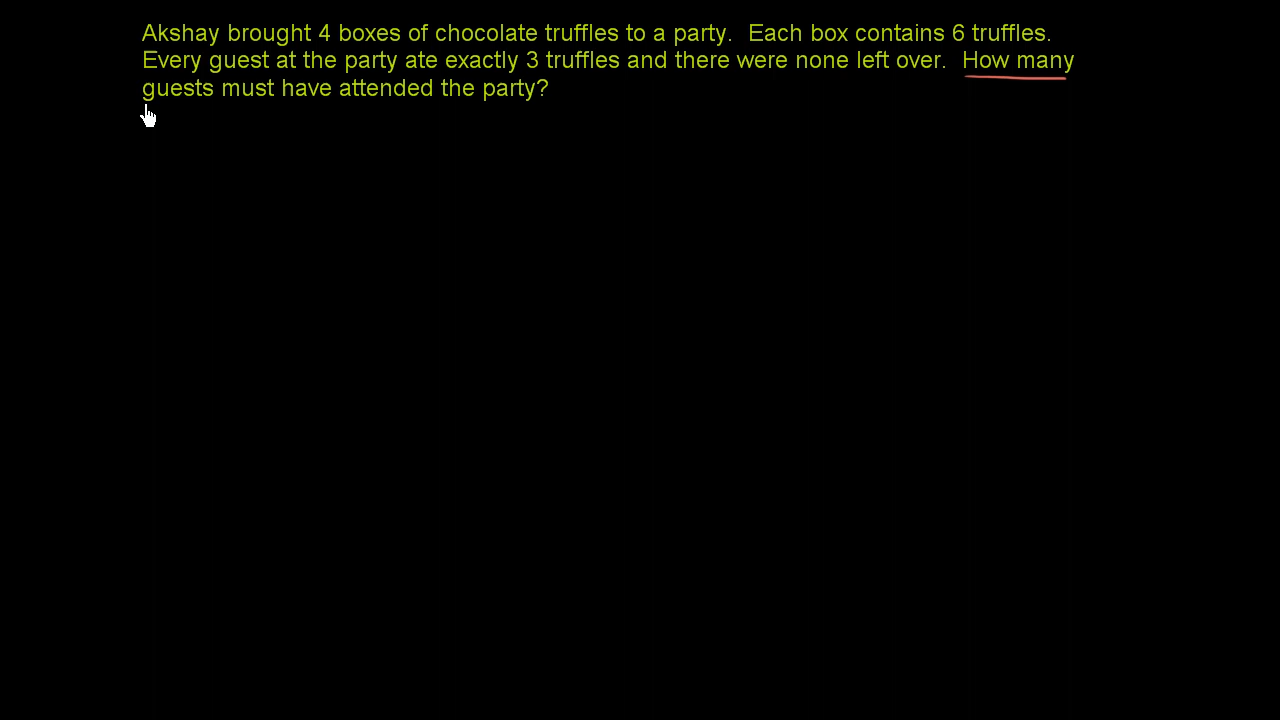 Akshay brought 4 boxes of chocolate truffles to a party.  Each box contains 6 truffles.
Every guest at the party ate exactly 3 truffles and there were none left over.  How many
guests must have attended the party?